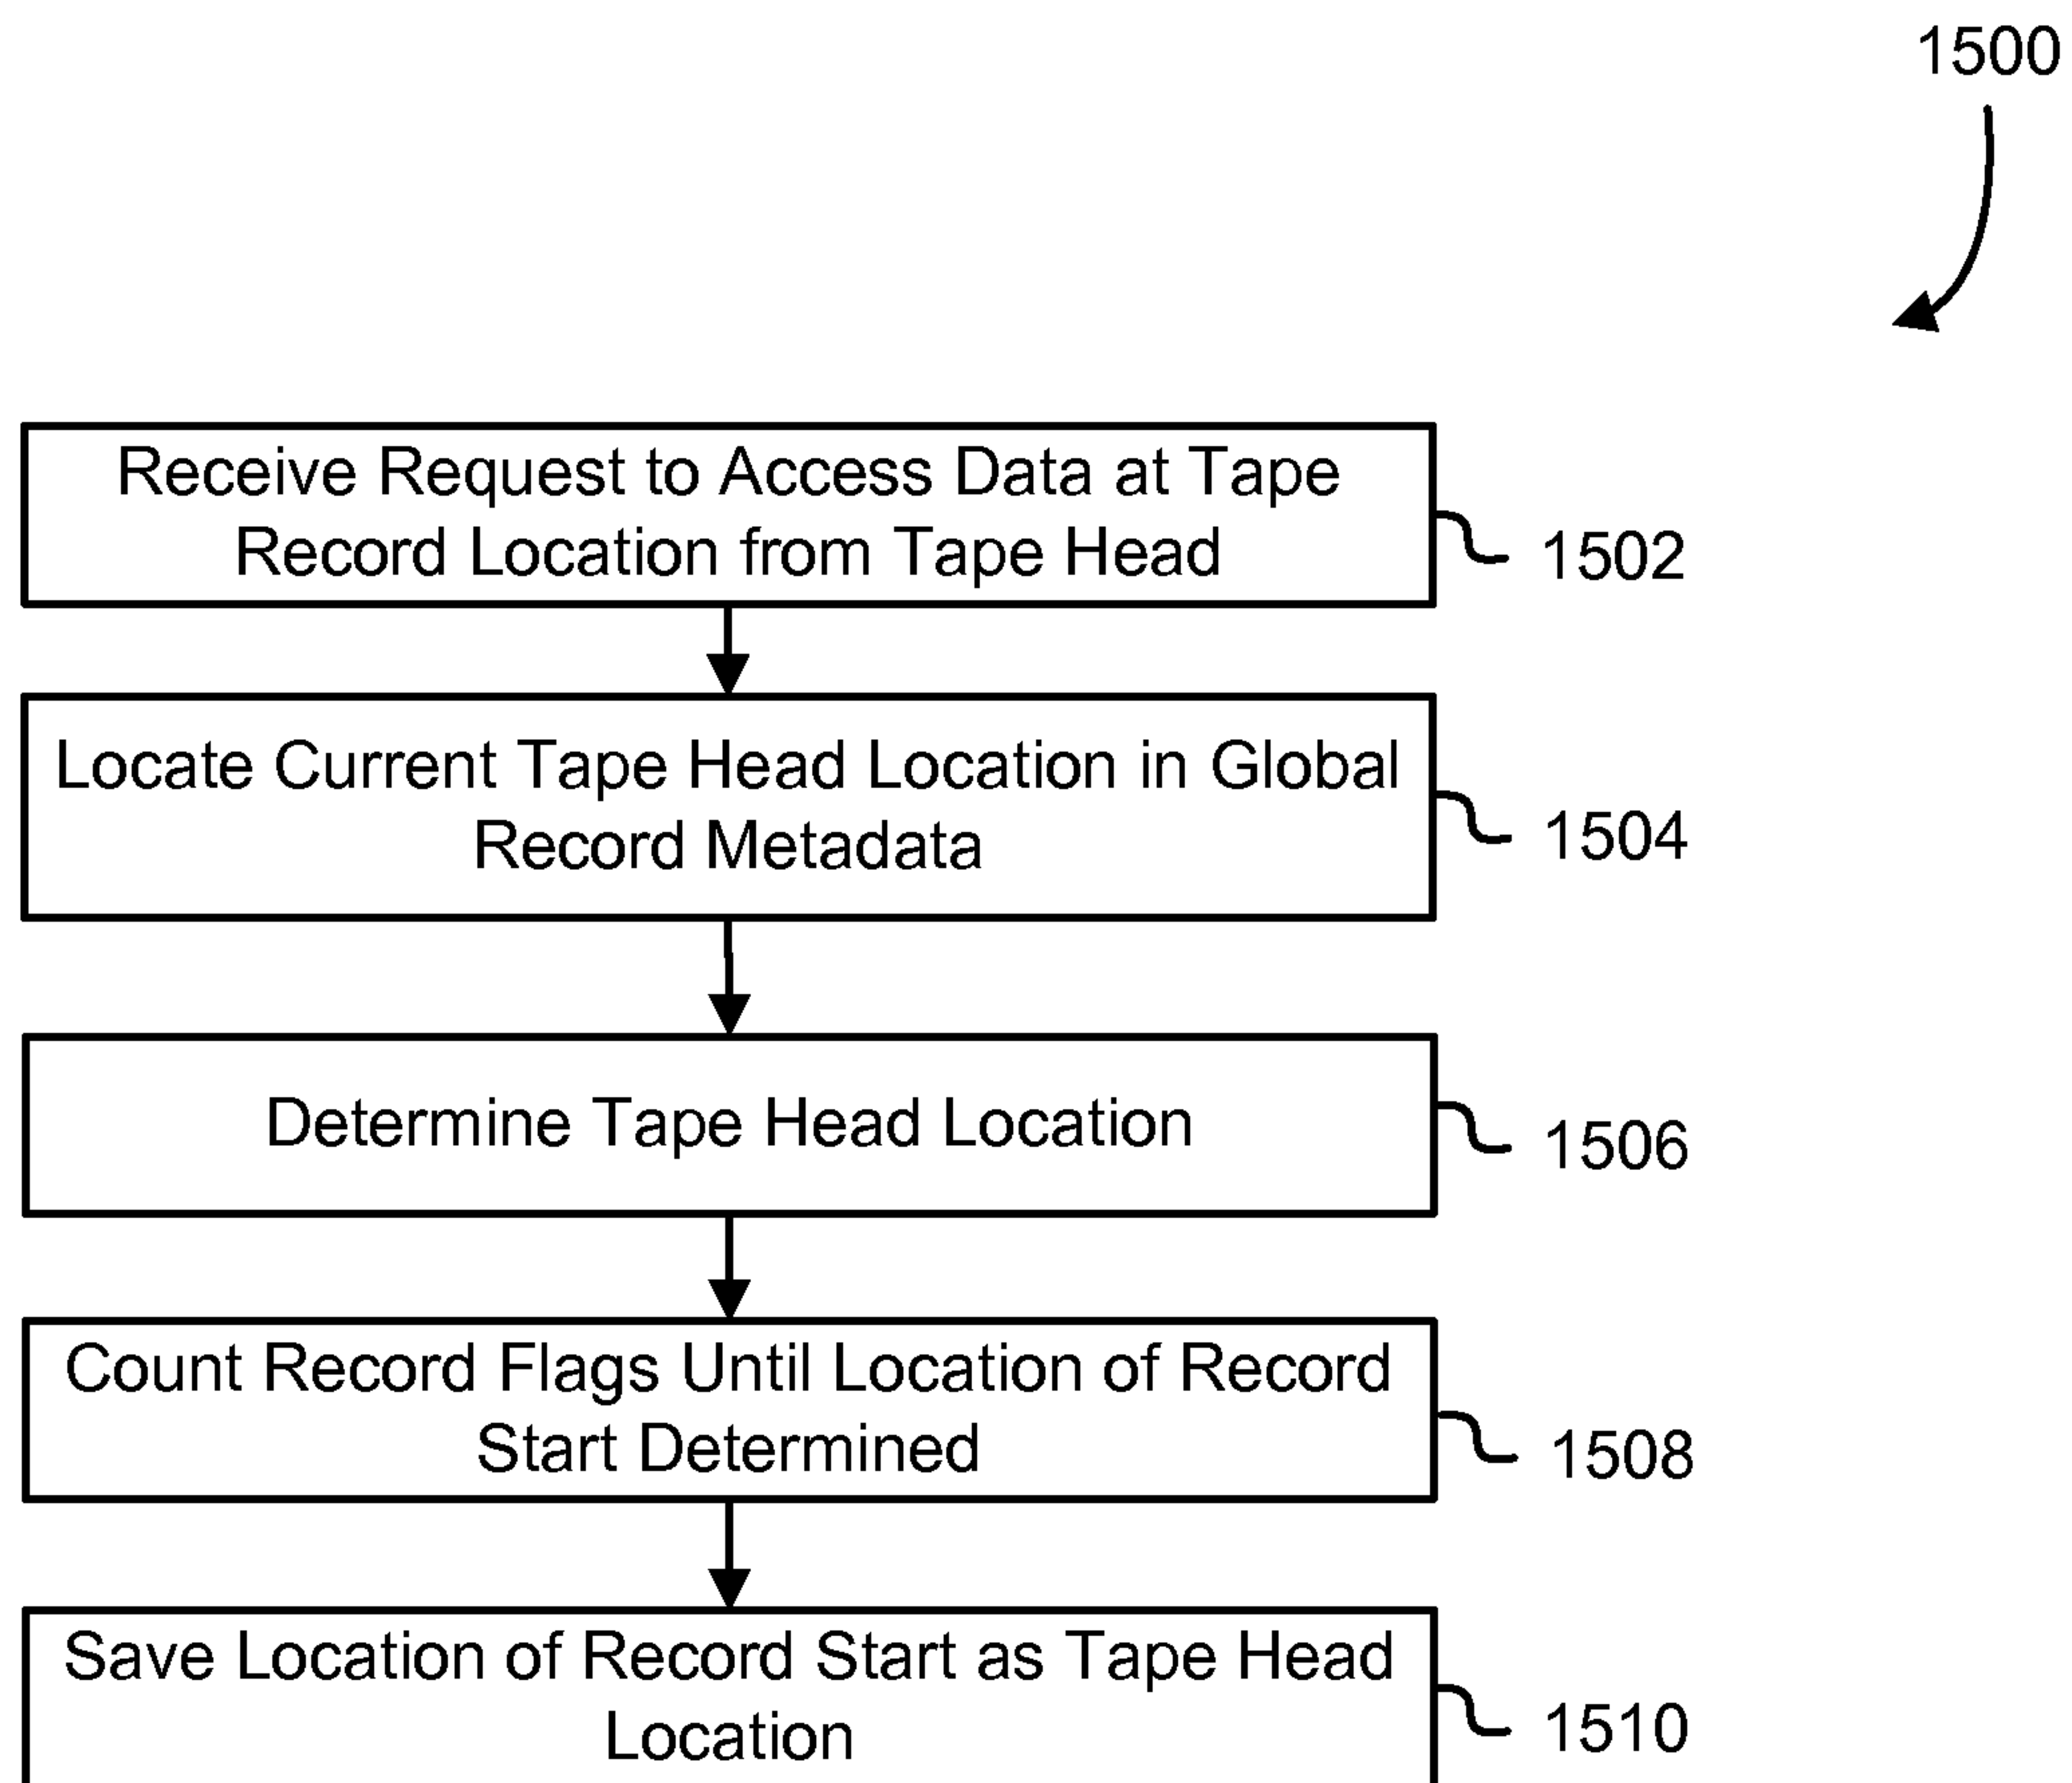 1500
Receive Request to Access Data at Tape
Record Location from Tape Head
1502
Locate Current Tape Head Location in Global
Record Metadata
1504
Determine Tape Head Location
1506
Count Record Flags Until Location of Record
Start Determined
1508
Save Location of Record Start as Tape Head
Location
1510